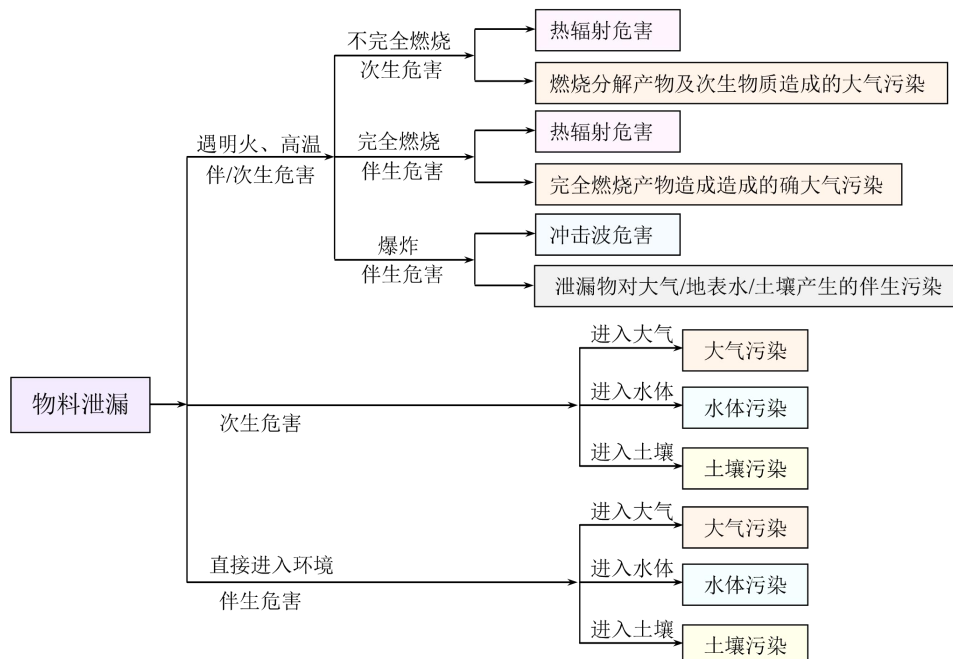 不完全燃烧
次生危害
热辐射危害
燃烧分解产物及次生物质造成的大气污染
遇明火、高温
伴/次生危害
完全燃烧
伴生危害
热辐射危害
完全燃烧产物造成造成的确大气污染
爆炸
伴生危害
冲击波危害
泄漏物对大气/地表水/土壤产生的伴生污染
物料泄漏
次生危害
进入大气
大气污染
进入水体
水体污染
进入土壤
土壤污染
直接进入环境
伴生危害
进入大气
大气污染
进入水体
水体污染
进入土壤
土壤污染